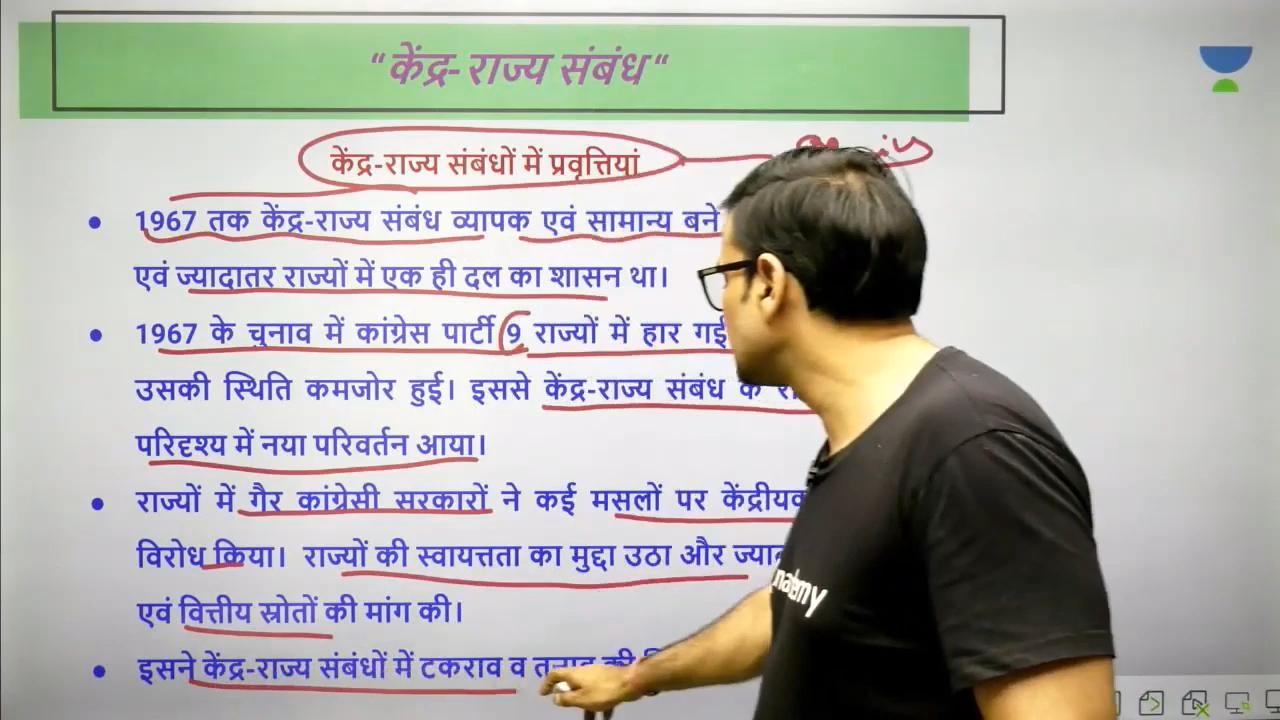 “केंद्र- राज्य संबंध“
केंद्र-राज्य संबंधों में प्रवृत्तियां
1967 तक केंद्र-राज्य संबंध व्यापक एवं सामान्य बने
एवं ज्यादातर राज्यों में एक ही दल का शासन था।
1967 के चुनाव में कांग्रेस पार्टी 9 राज्यों में हार गई
उसकी स्थिति कमजोर हुई। इससे केंद्र-राज्य संबंध के
परिदृश्य में नया परिवर्तन आया।
राज्यों में गैर कांग्रेसी सरकारों ने कई मसलों पर
विरोध किया। राज्यों की स्वायत्तता का मुद्दा उठा और
एवं वित्तीय स्रोतों की मांग की।
इसने केंद्र-राज्य संबंधों में टकराव व तनाव की